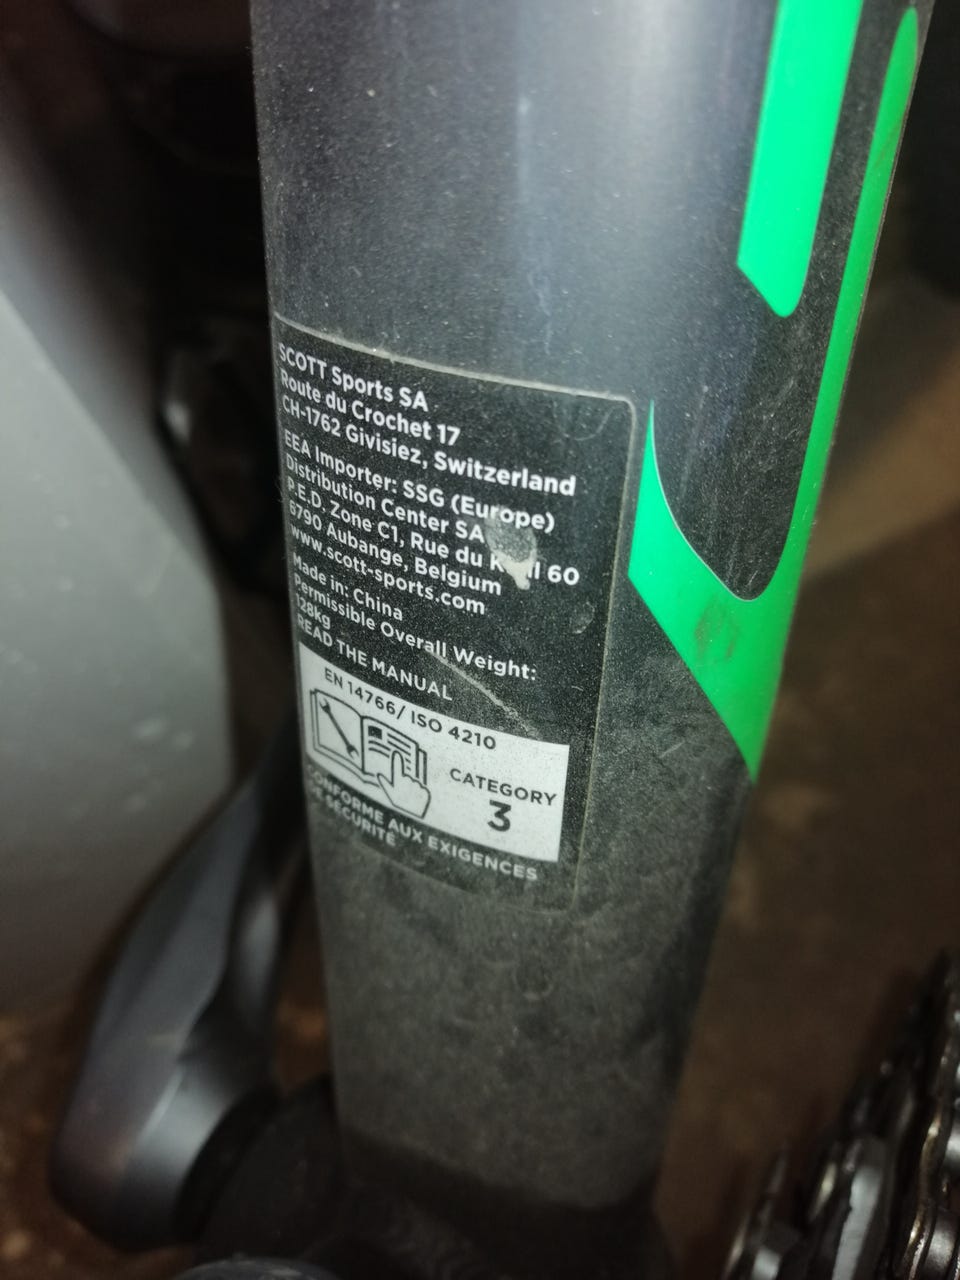 SCOTT Sports SA
Route du Crochet 17
CH-1762 Givisiez, Switzerland
EEA Importer: SSG (Europe)
Distribution Center SA
P.E.D. Zone C1, Rue du 60
6790 Aubange, Belgium
www.scott-sports.com
Made in: China
Permissible Overall Weight:
128kg
READ THE MANUAL
EN 14766/ ISO 4210
CATEGORY
3
CONFORME AUX EXIGENCES
DE SÉCURITÉ